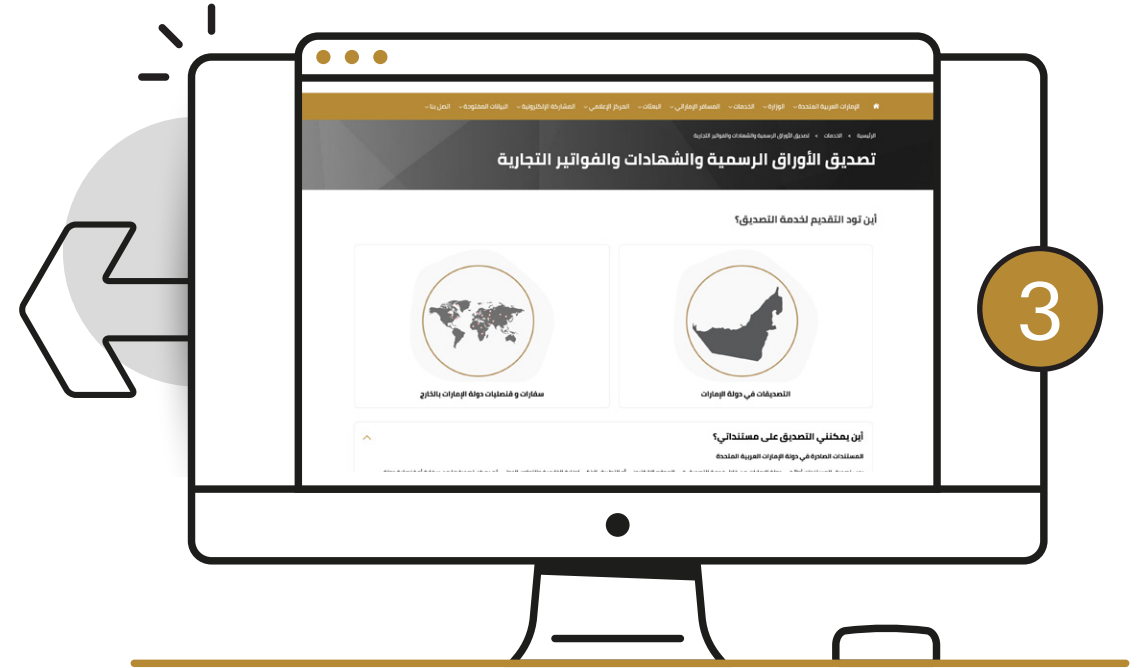 الإمارات العربية المتحدة الوزارة الخدمات المسافر الإماراتي البعثات المركز الإعلامي المشاركة الإلكترونية البيانات المفتوحة اتصل بنا
الرئيسية » الخدمات » تصديق الأوراق الرسمية والشهادات والفواتير التجارية
تصديق الأوراق الرسمية والشهادات والفواتير التجارية
أين تود التقديم لخدمة التصديق؟
3
التصديقات في دولة الإمارات
سفارات و قنصليات دولة الإمارات بالخارج
أين يمكنني التصديق على مستنداتي؟
المستندات الصادرة في دولة الإمارات العربية المتحدة